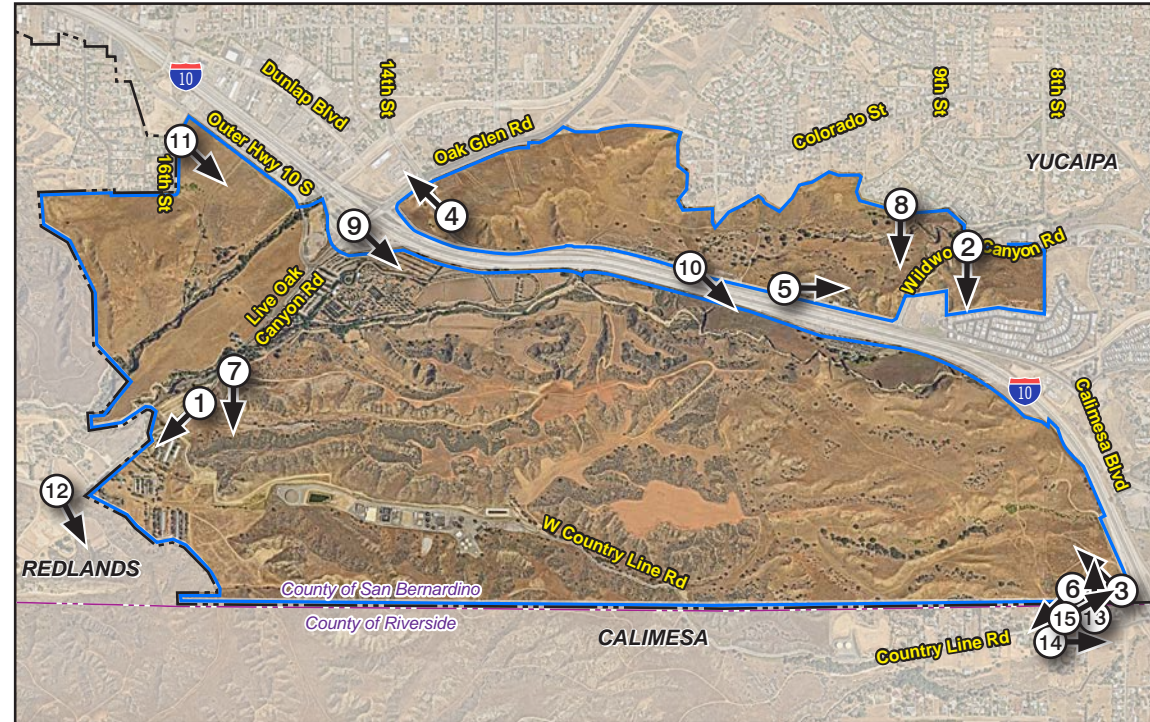 10
Dunlap Blvd
14th St
9th St
8th St
Oak Glen Rd
Colorado St
YUCAIPA
11
Outer Hwy 10 S
16th St
4
9
8
2
Wildwo Canyon Rd
10
5
Live Oak
Canyon Rd
7
1
10
Calimesa Blvd
12
W Country Line Rd
REDLANDS
County of San Bernardino
6
3
County of Riverside
15
13
CALIMESA
14
Country Line Rd